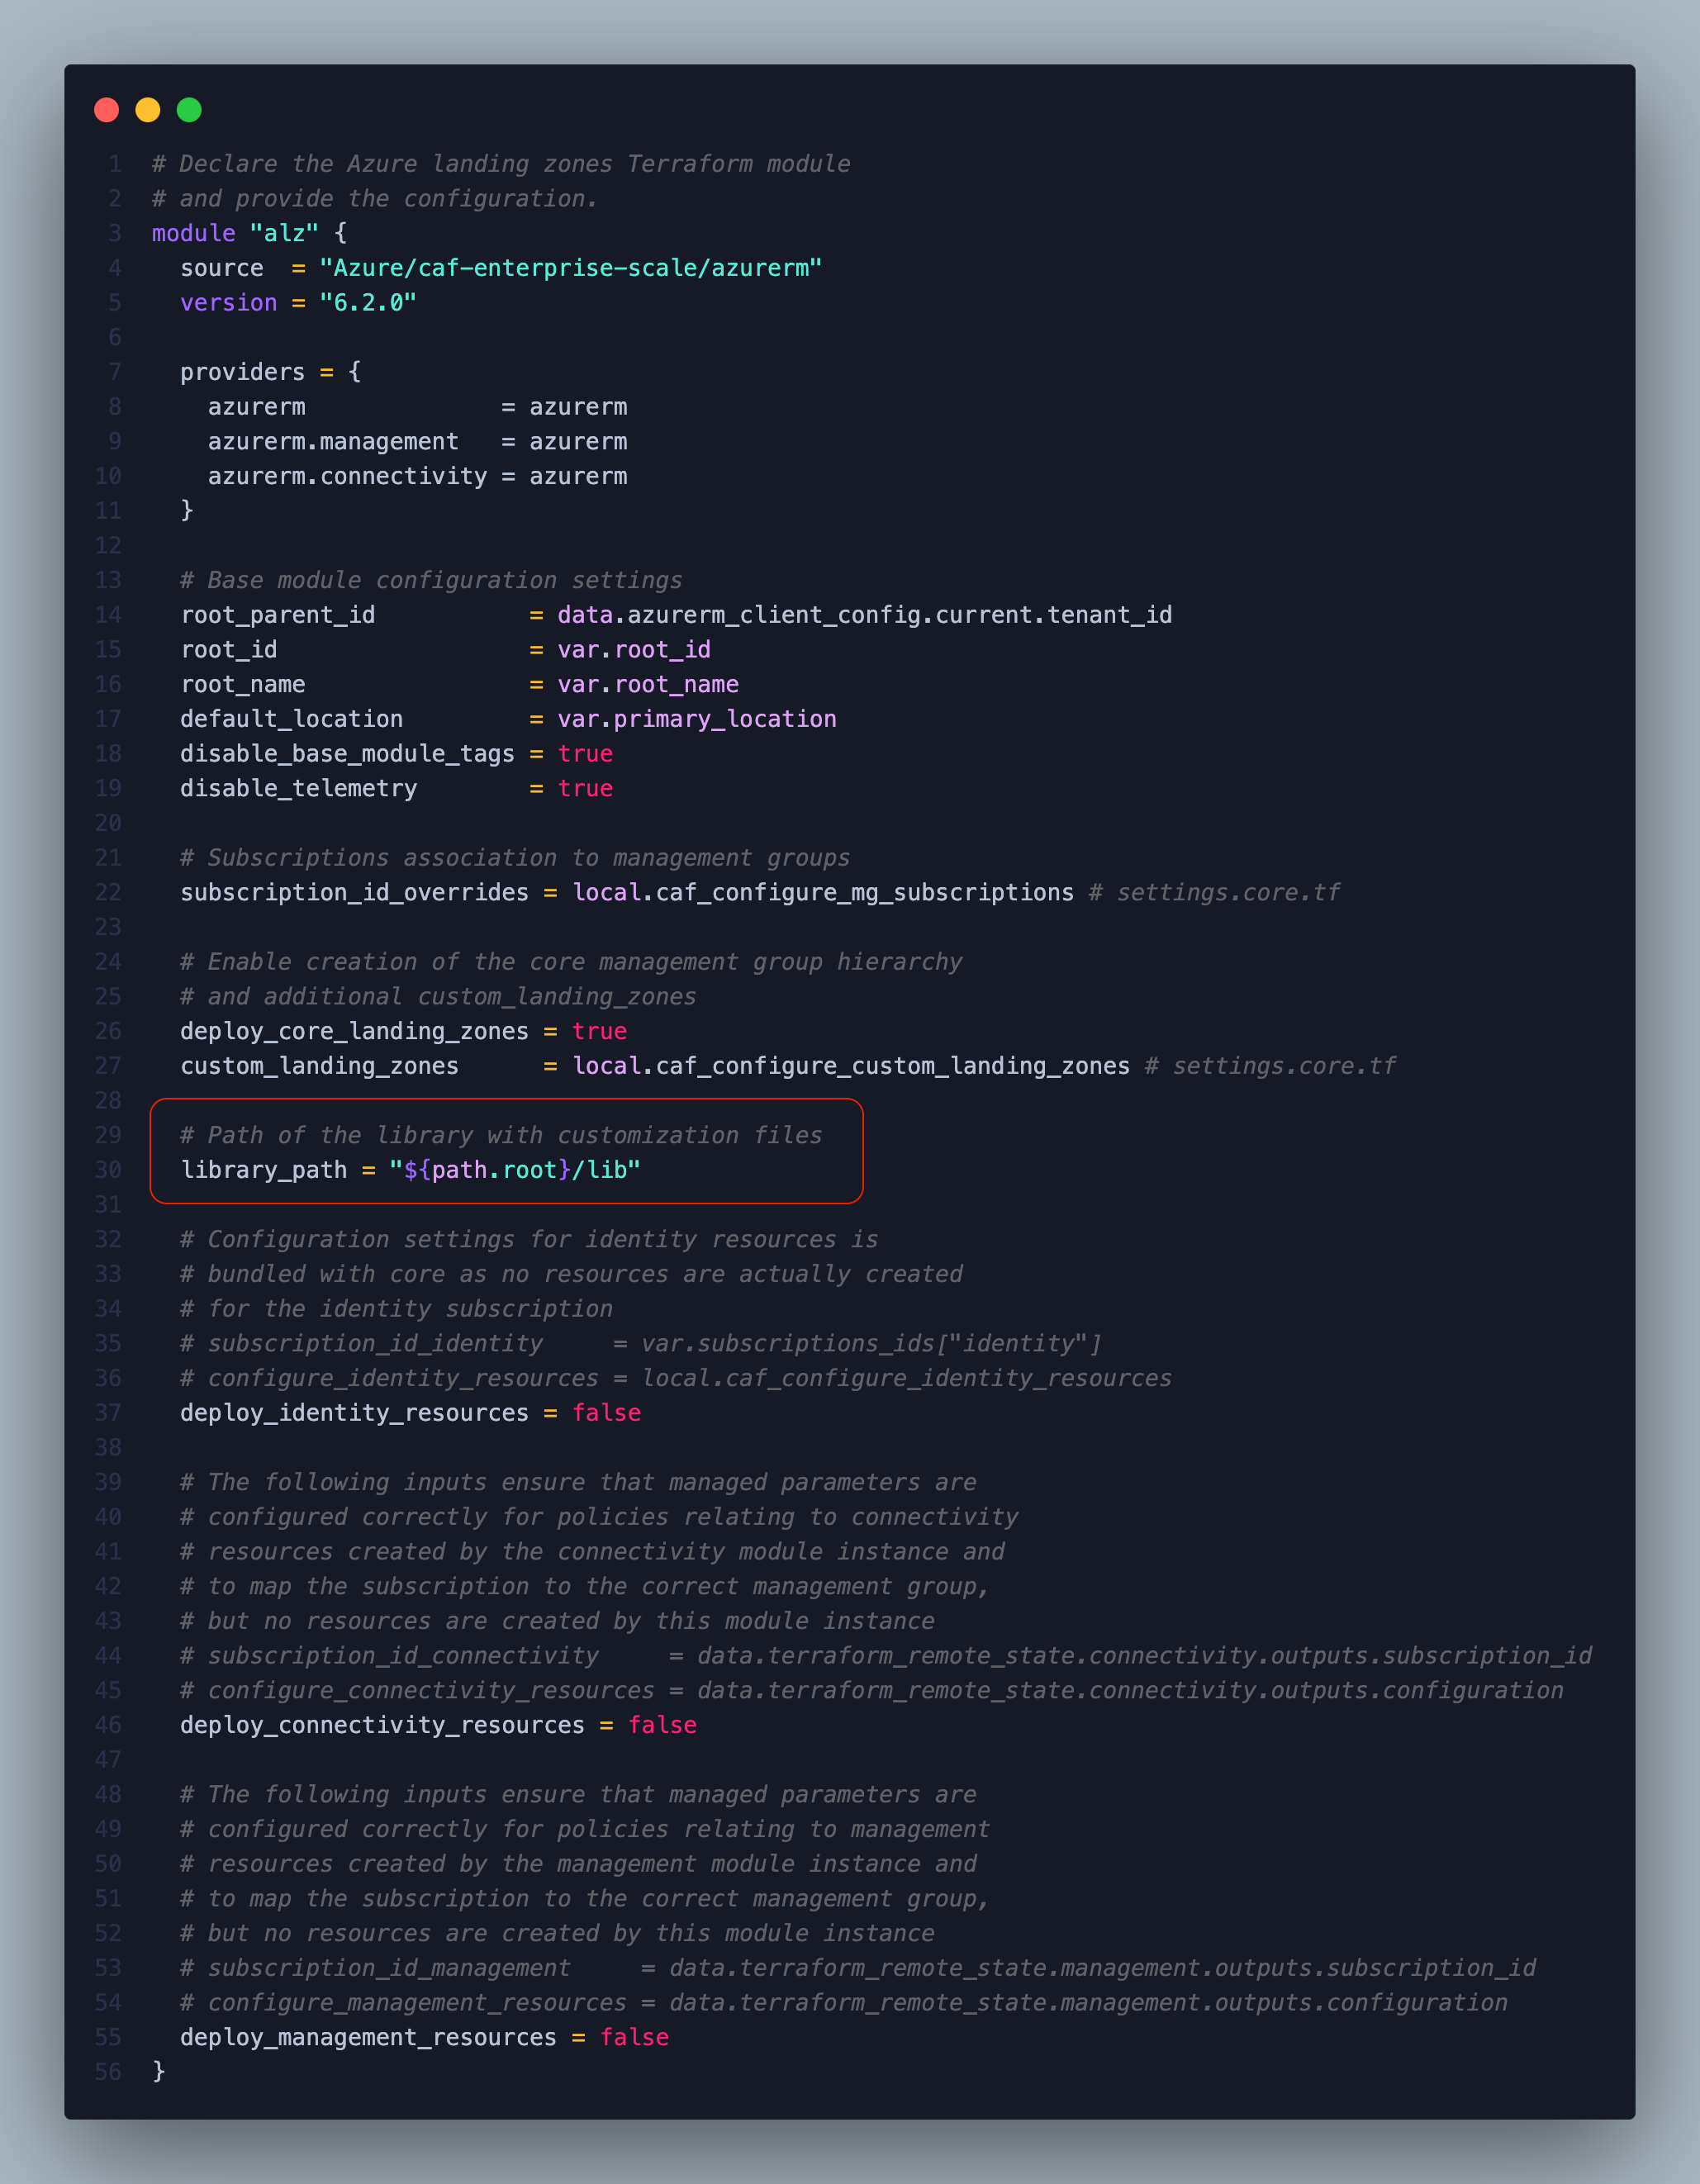 1 # Declare the Azure landing zones Terraform module
2 # and provide the configuration.
3 module "alz" {
4   source  = "Azure/caf-enterprise-scale/azurerm"
5   version = "6.2.0"
6
7   providers = {
8     azurerm              = azurerm
9     azurerm.management   = azurerm
10     azurerm.connectivity = azurerm
11   }
12
13   # Base module configuration settings
14   root_parent_id           = data.azurerm_client_config.current.tenant_id
15   root_id                  = var.root_id
16   root_name                = var.root_name
17   default_location         = var.primary_location
18   disable_base_module_tags = true
19   disable_telemetry        = true
20
21   # Subscriptions association to management groups
22   subscription_id_overrides = local.caf_configure_mg_subscriptions # settings.core.tf
23
24   # Enable creation of the core management group hierarchy
25   # and additional custom_landing_zones
26   deploy_core_landing_zones = true
27   custom_landing_zones      = local.caf_configure_custom_landing_zones # settings.core.tf
28
29   # Path of the library with customization files
30   library_path = "${path.root}/lib"
31
32   # Configuration settings for identity resources is
33   # bundled with core as no resources are actually created
34   # for the identity subscription
35   # subscription_id_identity     = var.subscriptions_ids["identity"]
36   # configure_identity_resources = local.caf_configure_identity_resources
37   deploy_identity_resources = false
38
39   # The following inputs ensure that managed parameters are
40   # configured correctly for policies relating to connectivity
41   # resources created by the connectivity module instance and
42   # to map the subscription to the correct management group,
43   # but no resources are created by this module instance
44   # subscription_id_connectivity     = data.terraform_remote_state.connectivity.outputs.subscription_id
45   # configure_connectivity_resources = data.terraform_remote_state.connectivity.outputs.configuration
46   deploy_connectivity_resources = false
47
48   # The following inputs ensure that managed parameters are
49   # configured correctly for policies relating to management
50   # resources created by the management module instance and
51   # to map the subscription to the correct management group,
52   # but no resources are created by this module instance
53   # subscription_id_management     = data.terraform_remote_state.management.outputs.subscription_id
54   # configure_management_resources = data.terraform_remote_state.management.outputs.configuration
55   deploy_management_resources = false
56 }